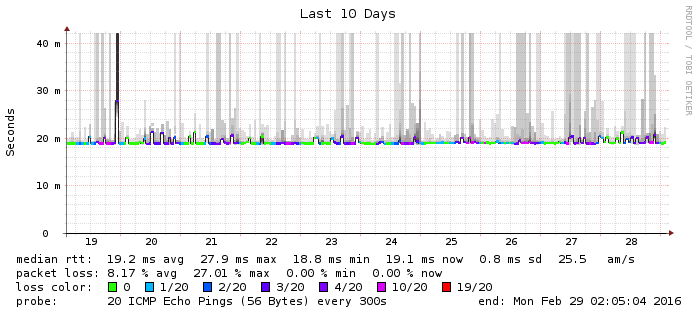 Last 10 Days
RRDTOOL / TOBI OETIKER
Seconds
40 m
30 m
20 m
10 m
0
19 20 21 22 23 24 25 26 27 28
median rtt: 19.2 ms avg 27.9 ms max 18.8 ms min 19.1 ms now 0.8 ms sd 25.5 am/s
packet loss: 8.17 % avg 27.01 % max 0.00 % min 0.00 % now
loss color: 0 1/20 2/20 3/20 4/20 10/20 19/20
probe: 20 ICMP Echo Pings (56 Bytes) every 300s end: Mon Feb 29 02:05:04 2016